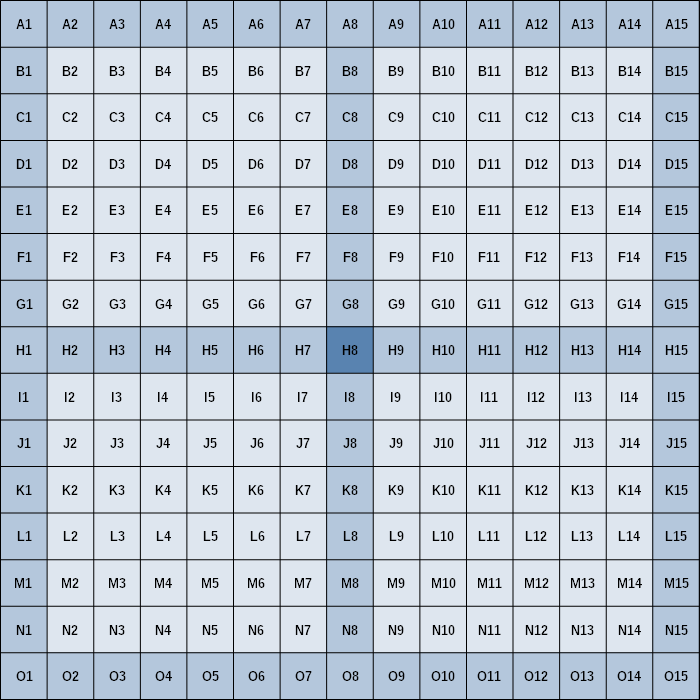 A1 A2 A3 A4 A5 A6 A7 A8 A9 A10 A11 A12 A13 A14 A15
B1 B2 B3 B4 B5 B6 B7 B8 B9 B10 B11 B12 B13 B14 B15
C1 C2 C3 C4 C5 C6 C7 C8 C9 C10 C11 C12 C13 C14 C15
D1 D2 D3 D4 D5 D6 D7 D8 D9 D10 D11 D12 D13 D14 D15
E1 E2 E3 E4 E5 E6 E7 E8 E9 E10 E11 E12 E13 E14 E15
F1 F2 F3 F4 F5 F6 F7 F8 F9 F10 F11 F12 F13 F14 F15
G1 G2 G3 G4 G5 G6 G7 G8 G9 G10 G11 G12 G13 G14 G15
H1 H2 H3 H4 H5 H6 H7 H8 H9 H10 H11 H12 H13 H14 H15
I1 I2 I3 I4 I5 I6 I7 I8 I9 I10 I11 I12 I13 I14 I15
J1 J2 J3 J4 J5 J6 J7 J8 J9 J10 J11 J12 J13 J14 J15
K1 K2 K3 K4 K5 K6 K7 K8 K9 K10 K11 K12 K13 K14 K15
L1 L2 L3 L4 L5 L6 L7 L8 L9 L10 L11 L12 L13 L14 L15
M1 M2 M3 M4 M5 M6 M7 M8 M9 M10 M11 M12 M13 M14 M15
N1 N2 N3 N4 N5 N6 N7 N8 N9 N10 N11 N12 N13 N14 N15
O1 O2 O3 O4 O5 O6 O7 O8 O9 O10 O11 O12 O13 O14 O15